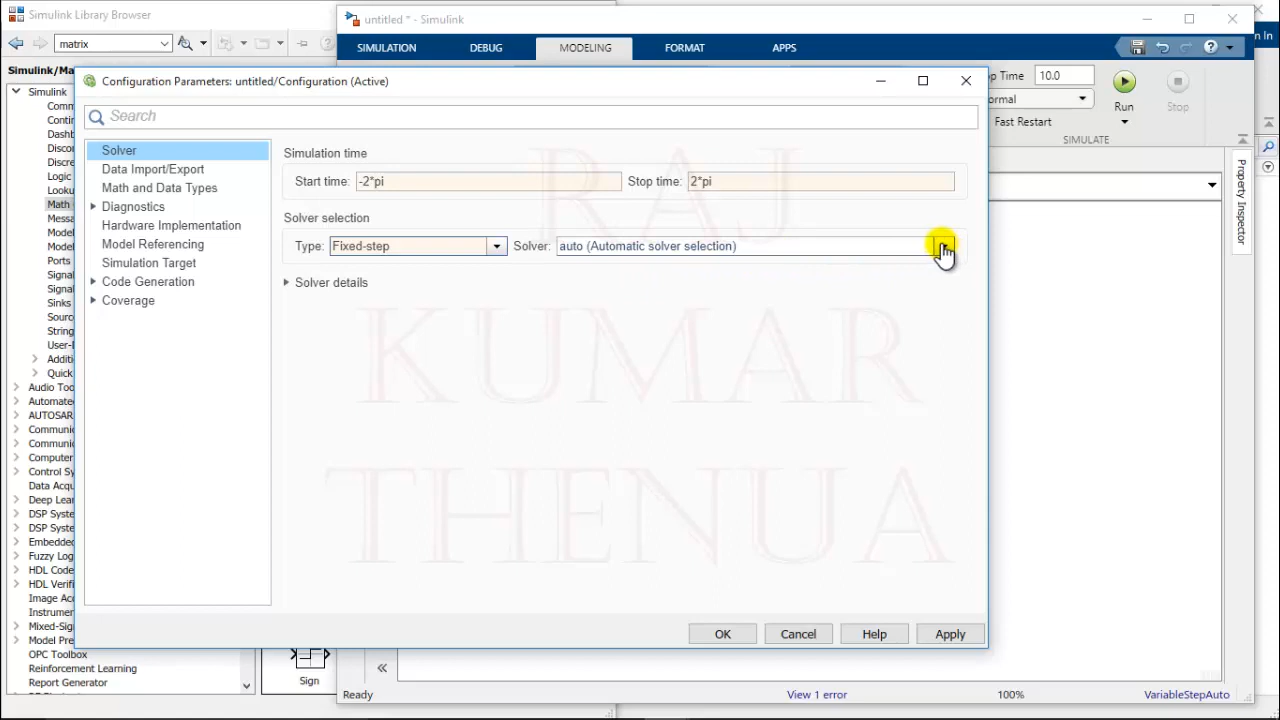 Simulink Library Browser
matrix
Simulink/Ma
Simulink
Comm
Contin
Dashb
Discon
Discre
Logic
Looku
Math
Messa
Model
Model
Ports
Signal
Signal
Sinks
Sourc
String
User-D
Additi
Quick
Audio Too
Automate
AUTOSAR
Communi
Communi
Computer
Control Sy
Data Acqu
Deep Lear
DSP Syste
DSP Syste
Embedded
Fuzzy Log
HDL Code
HDL Verifi
Instrumen
Mixed-Sig
Model Pre
OPC Toolbox
Reinforcement Learning
Report Generator
Sign
untitled * - Simulink
SIMULATION
DEBUG
MODELING
FORMAT
APPS
n In
p Time
10.0
ormal
Fast Restart
Run
Stop
SIMULATE
Property Inspector
Configuration Parameters: untitled/Configuration (Active)
Search
Solver
Data Import/Export
Math and Data Types
Diagnostics
Hardware Implementation
Model Referencing
Simulation Target
Code Generation
Coverage
Simulation time
Start time: -2*pi Stop time: 2*pi
Solver selection
Type: Fixed-step Solver: auto (Automatic solver selection)
Solver details
RAJ
KUMAR
THENUA
OK Cancel Help Apply
Ready
View 1 error
100%
VariableStepAuto